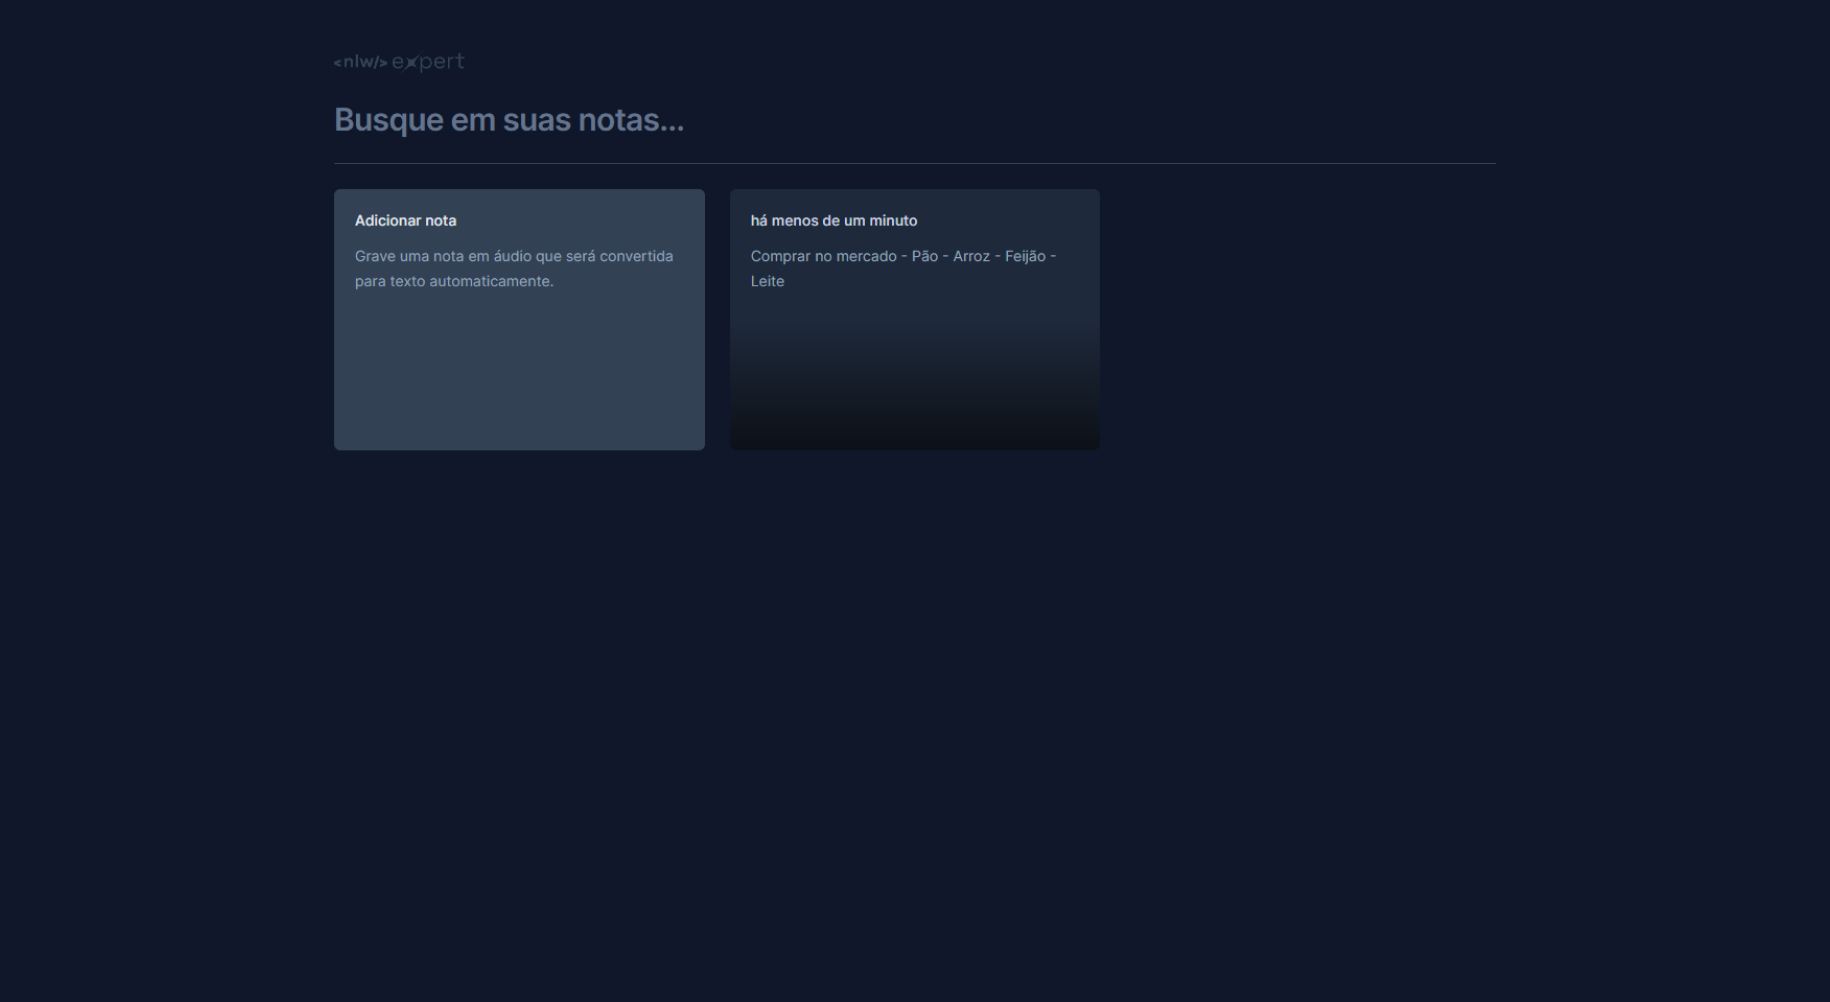 <nlw/> expert
Busque em suas notas...
Adicionar nota
Grave uma nota em áudio que será convertida
para texto automaticamente.
há menos de um minuto
Comprar no mercado - Pão - Arroz - Feijão -
Leite